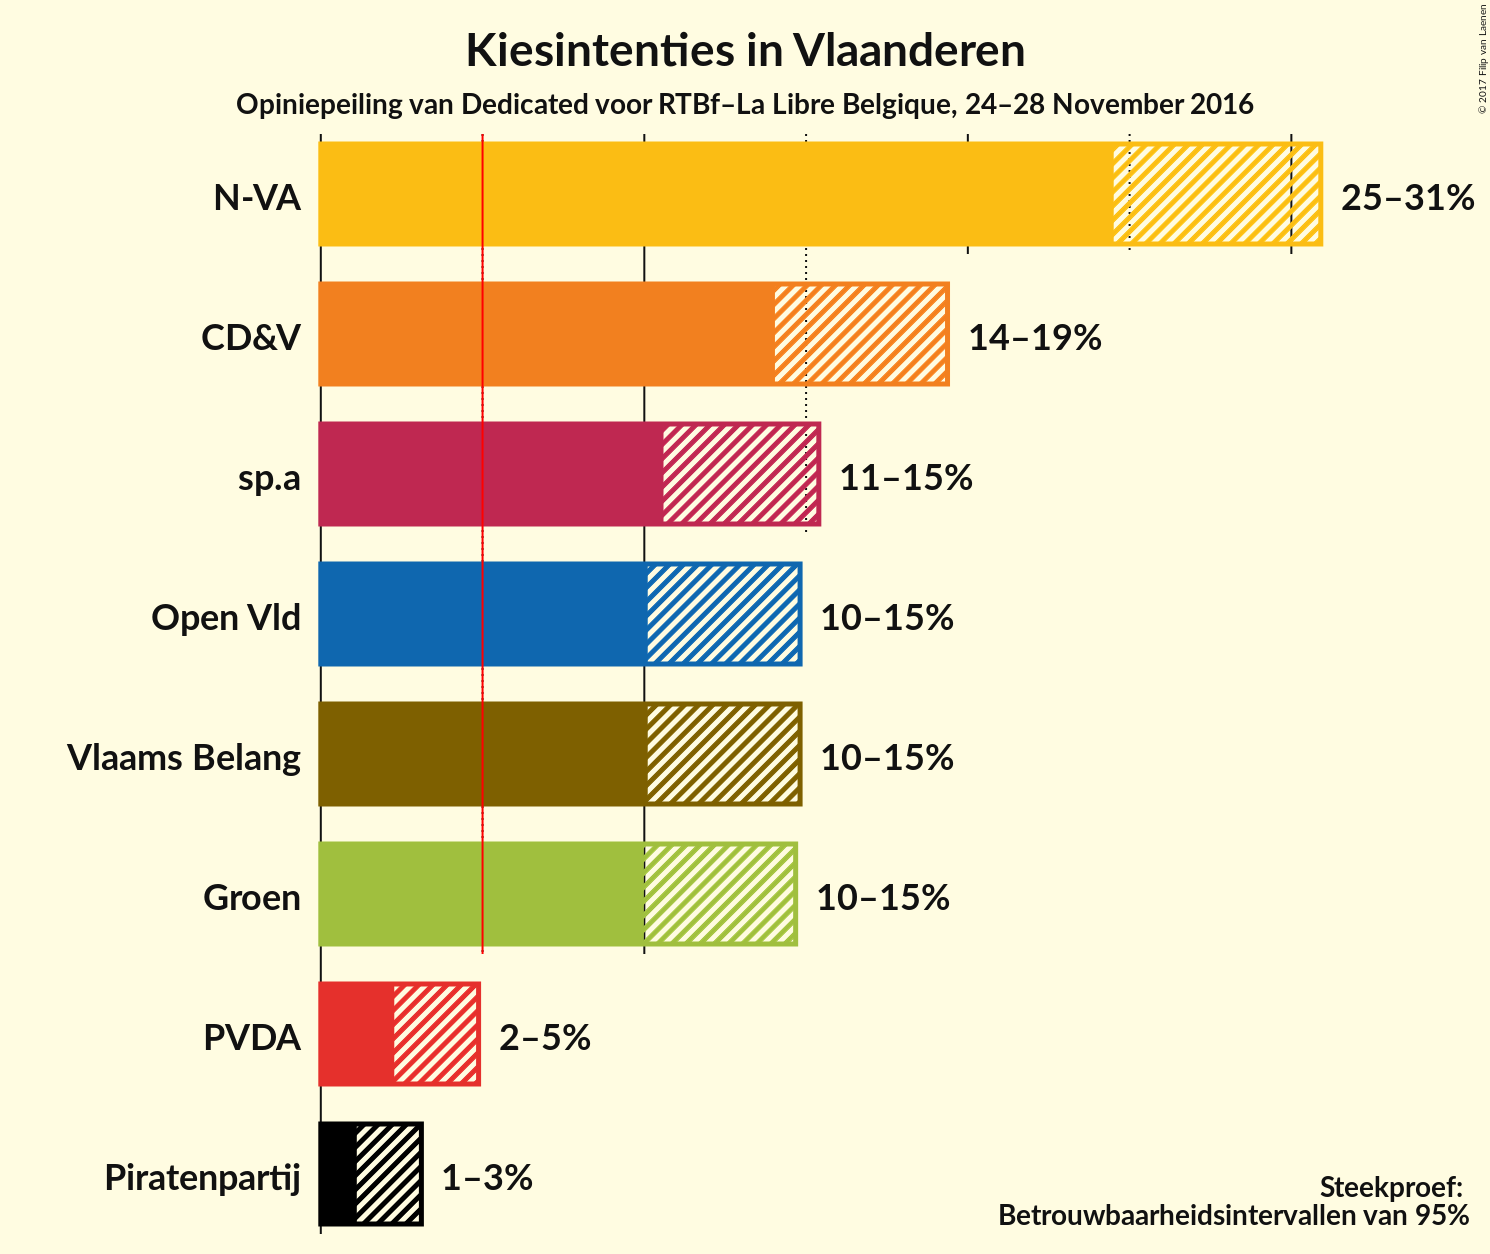 © 2017 Filip van Laenen
Kiesintenties in Vlaanderen
Opiniepeiling van Dedicated voor RTBf–La Libre Belgique, 24–28 November 2016
N-VA 25–31%
CD&V 14–19%
sp.a 11–15%
Open Vld 10–15%
Vlaams Belang 10–15%
Groen 10–15%
PVDA 2–5%
Piratenpartij 1–3%
Steekproef:
Betrouwbaarheidsintervallen van 95%